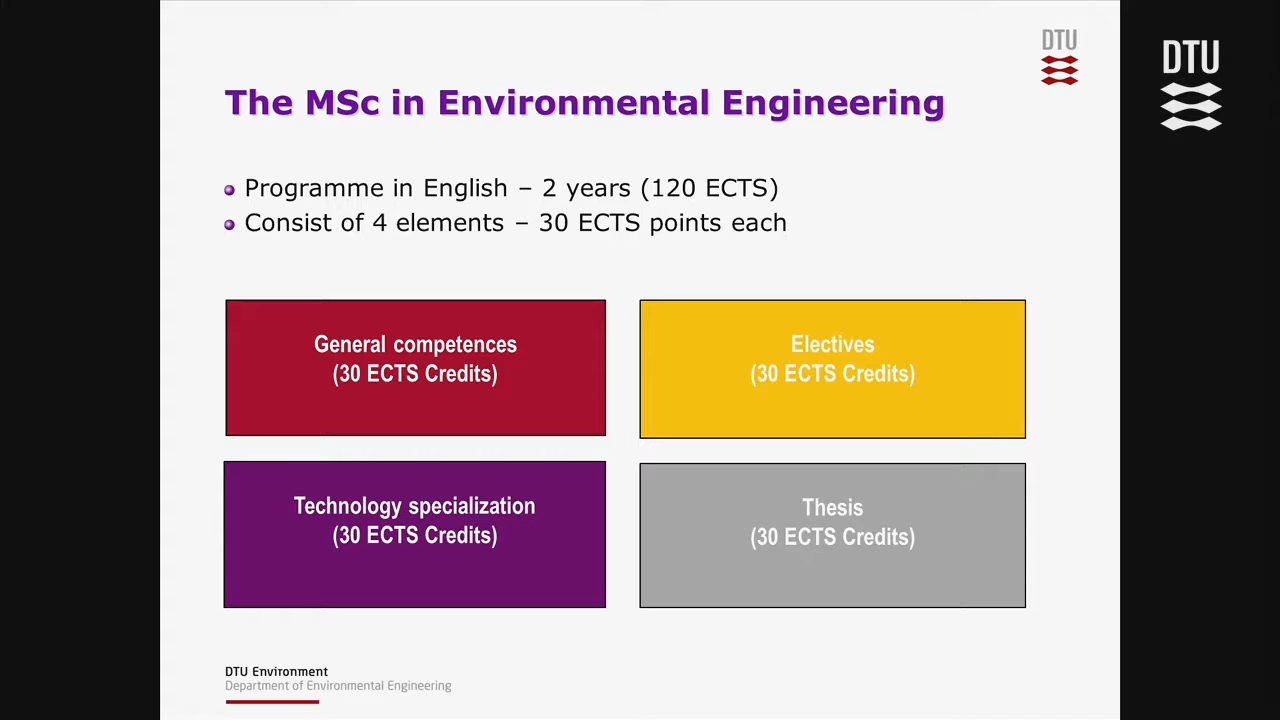 DTU
DTU
The MSc in Environmental Engineering
Programme in English – 2 years (120 ECTS)
Consist of 4 elements – 30 ECTS points each
General competences
(30 ECTS Credits)
Electives
(30 ECTS Credits)
Technology specialization
(30 ECTS Credits)
Thesis
(30 ECTS Credits)
DTU Environment
Department of Environmental Engineering